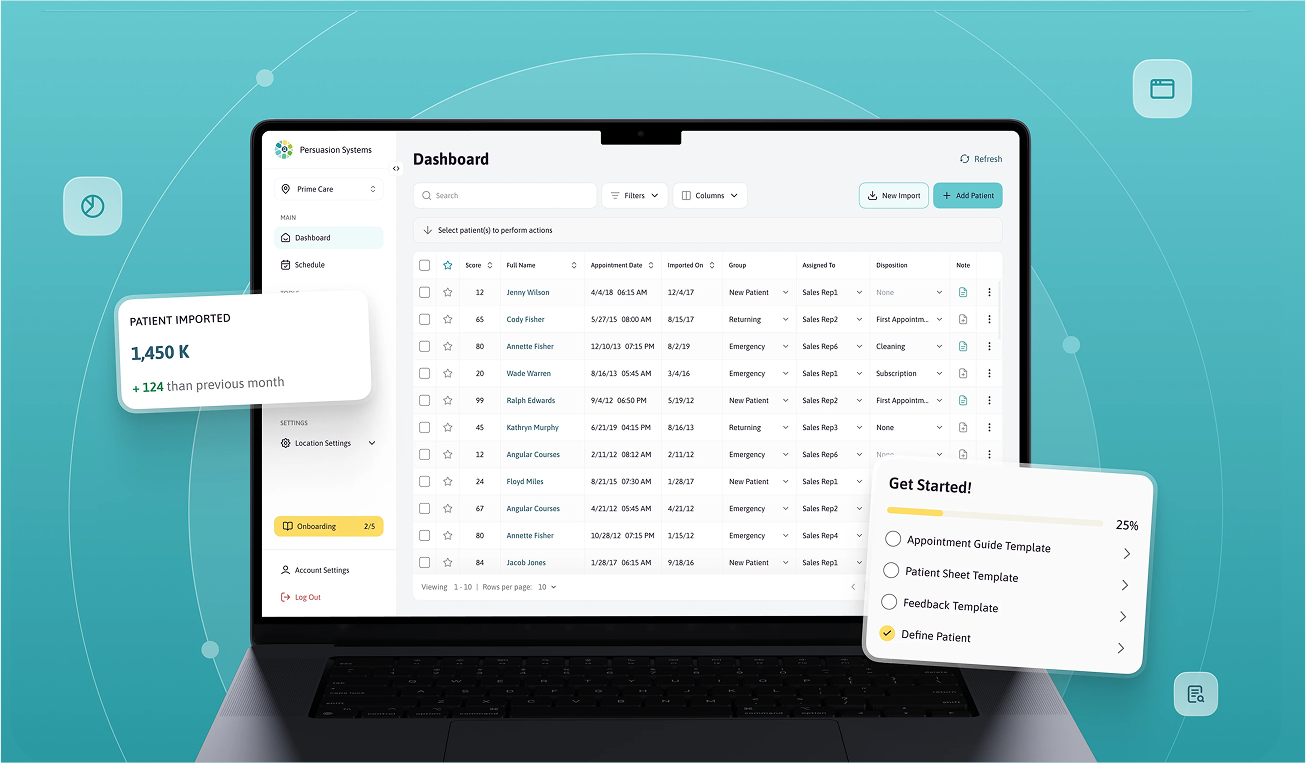 Persuasion Systems
Prime Care
MAIN
Dashboard
Schedule
PATIENT IMPORTED
1,450 K
+ 124 than previous month
SETTINGS
Location Settings
Onboarding 2/5
Account Settings
Log Out
Dashboard
Refresh
Search Filters Columns New Import + Add Patient
Select patient(s) to perform actions
Score Full Name Appointment Date Imported On Group Assigned To Disposition Note
12 Jenny Wilson 4/4/18 06:15 AM 12/4/17 New Patient Sales Rep1 None
65 Cody Fisher 5/27/15 08:00 AM 8/15/17 Returning Sales Rep2 First Appointm...
80 Annette Fisher 12/10/13 07:15 PM 8/2/19 Emergency Sales Rep6 Cleaning
20 Wade Warren 8/16/13 05:45 AM 3/4/16 Emergency Sales Rep1 Subscription
99 Ralph Edwards 9/4/12 06:50 PM 5/19/12 New Patient Sales Rep2 First Appointm...
45 Kathryn Murphy 6/21/19 04:15 PM 8/16/13 Returning Sales Rep3 None
12 Angular Courses 2/11/12 08:12 AM 2/11/12 Emergency Sales Rep6 None
24 Floyd Miles 8/21/15 07:30 AM 1/28/17 New Patient Sales Rep1
67 Angular Courses 4/21/12 05:45 AM 4/21/12 Emergency Sales Rep2
80 Annette Fisher 10/28/12 07:15 PM 1/15/12 Emergency Sales Rep4
84 Jacob Jones 1/28/17 06:15 AM 9/18/16 New Patient Sales Rep1
Viewing 1 - 10 | Rows per page: 10
Get Started!
25%
Appointment Guide Template
Patient Sheet Template
Feedback Template
Define Patient